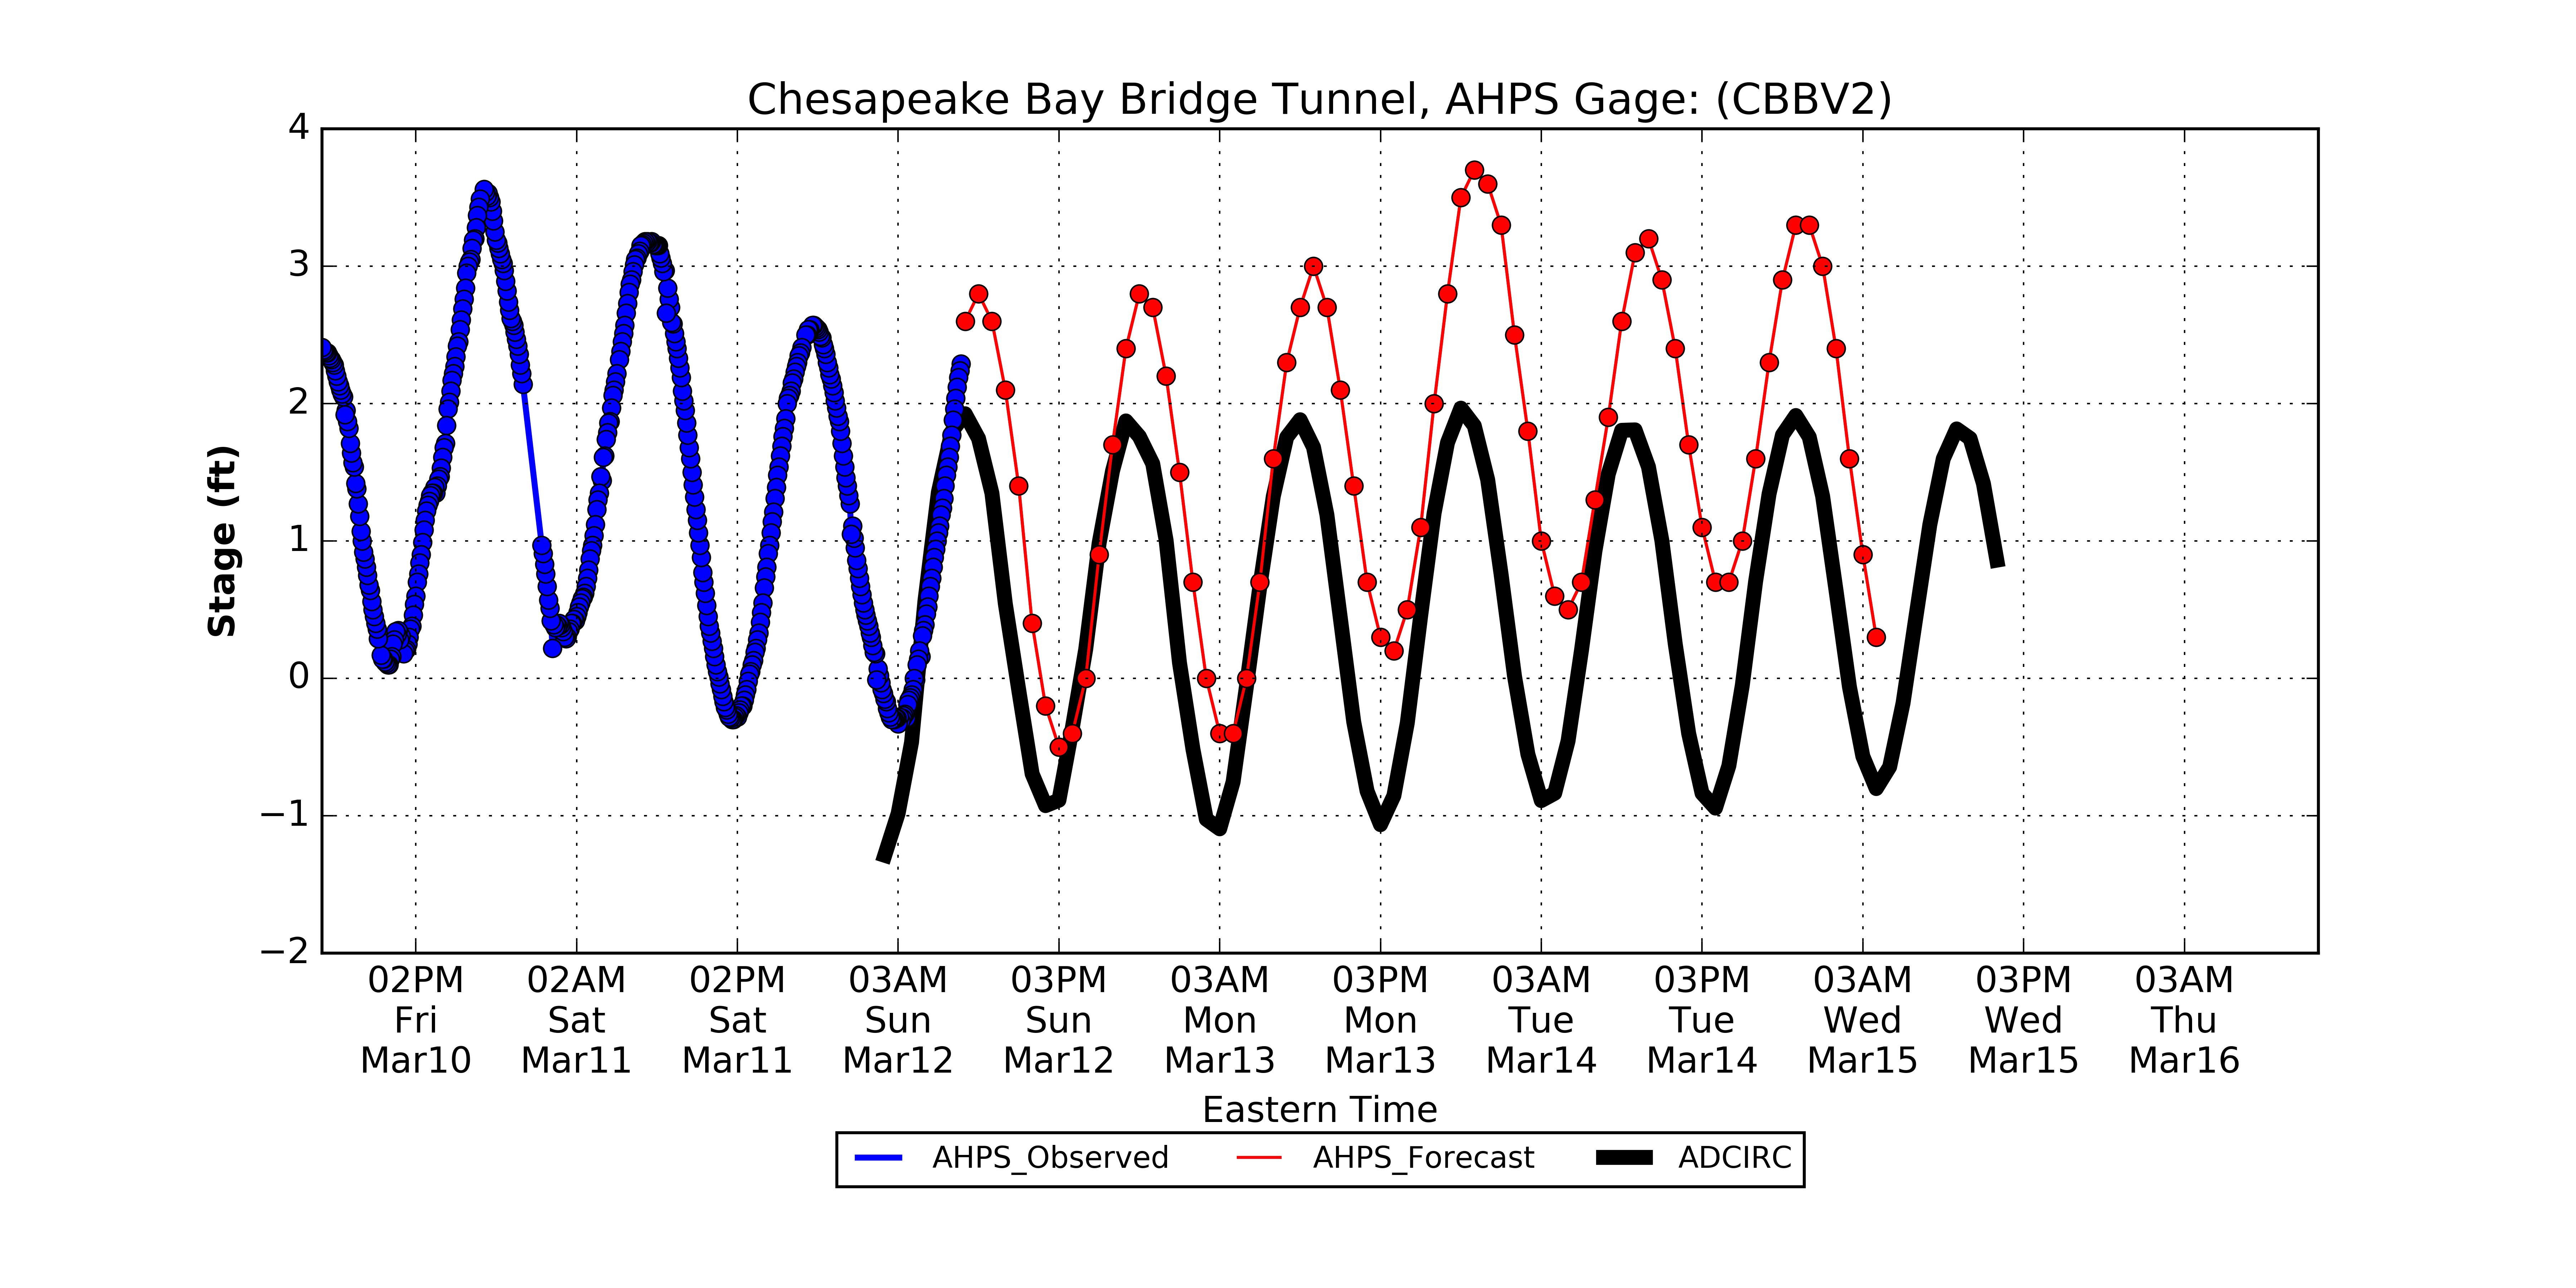 Chesapeake Bay Bridge Tunnel, AHPS Gage: (CBBV2)
4
3
2
1
0
−1
−2
Stage (ft)
02PM 02AM 02PM 03AM 03PM 03AM 03PM 03AM 03PM 03AM 03PM 03AM
Fri Sat Sat Sun Sun Mon Mon Tue Tue Wed Wed Thu
Mar10 Mar11 Mar11 Mar12 Mar12 Mar13 Mar13 Mar14 Mar14 Mar15 Mar15 Mar16
Eastern Time
AHPS_Observed AHPS_Forecast ADCIRC